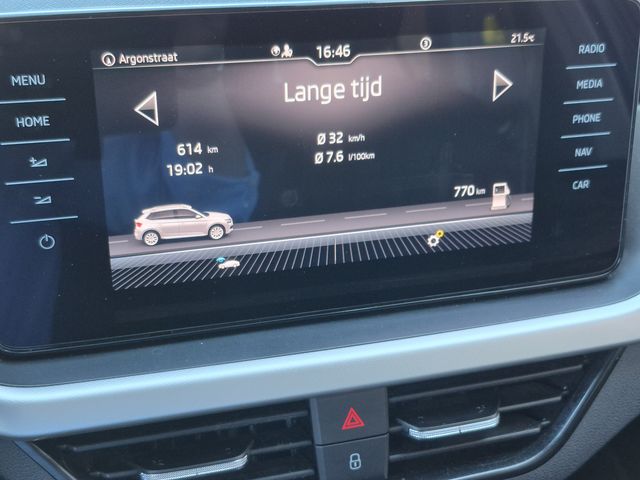 Argonstraat
16:46
3
21.5°C
Lange tijd
614 km
19:02 h
Ø 32 km/h
Ø 7.6 l/100km
770 km
MENU
HOME
RADIO
MEDIA
PHONE
NAV
CAR